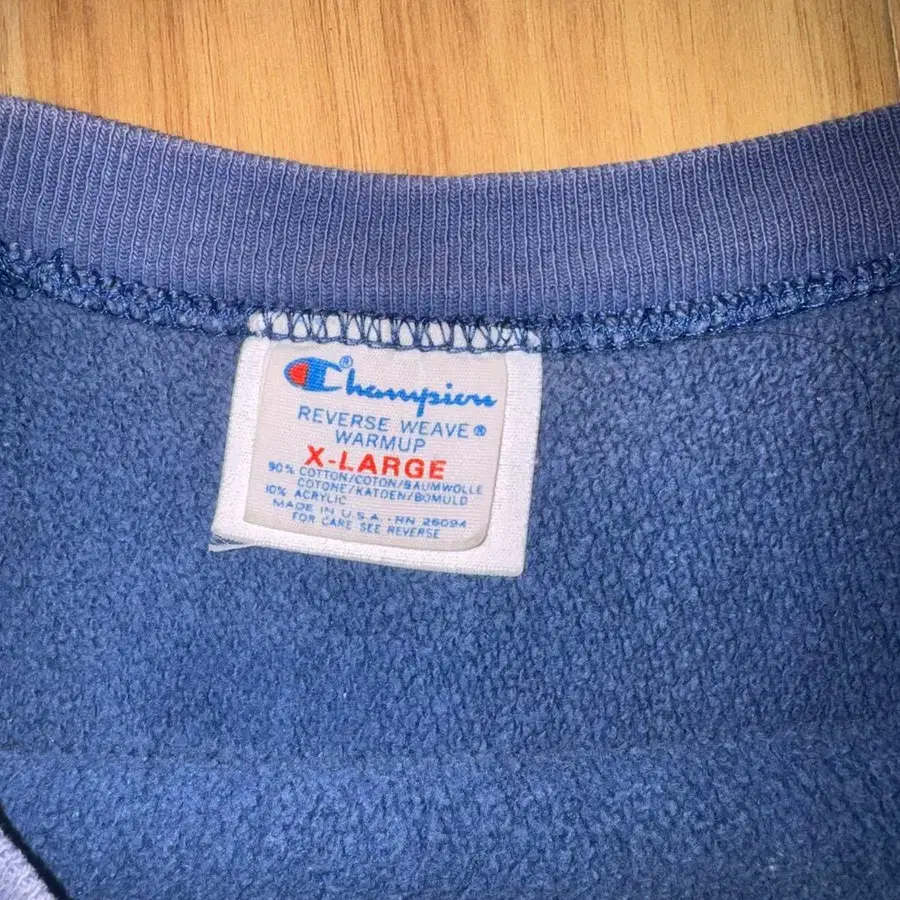 Champion®
REVERSE WEAVE®
WARMUP
X-LARGE
90% COTTON/COTON/BAUMWOLLE
COTONE/KATOEN/BOMULD
10% ACRYLIC
MADE IN U.S.A. · RN 26094
FOR CARE SEE REVERSE